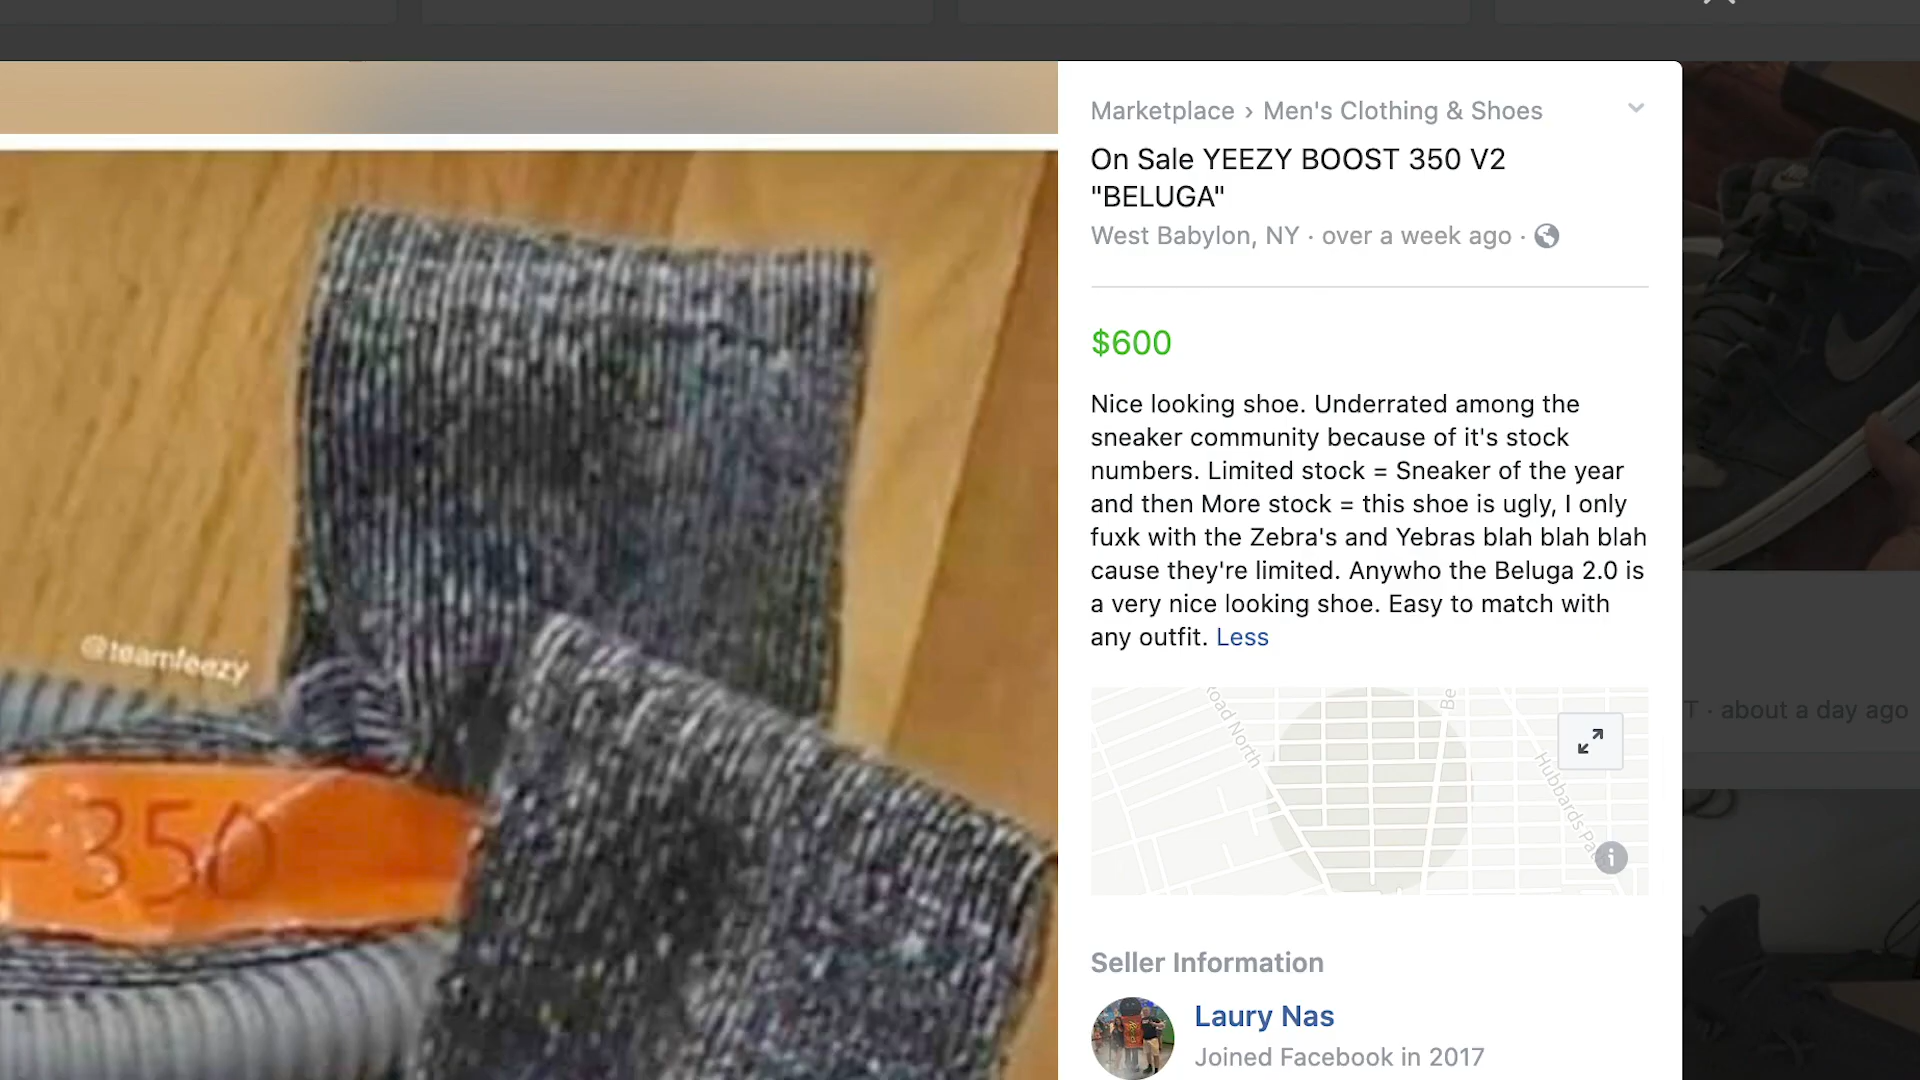 Marketplace › Men's Clothing & Shoes
On Sale YEEZY BOOST 350 V2
"BELUGA"
West Babylon, NY · over a week ago ·
$600
Nice looking shoe. Underrated among the
sneaker community because of it's stock
numbers. Limited stock = Sneaker of the year
and then More stock = this shoe is ugly, I only
fuxk with the Zebra's and Yebras blah blah blah
cause they're limited. Anywho the Beluga 2.0 is
a very nice looking shoe. Easy to match with
any outfit. Less
oad North
Be
Hubbards Pa
i
Seller Information
Laury Nas
Joined Facebook in 2017
@teamfeezy
-350
T · about a day ago